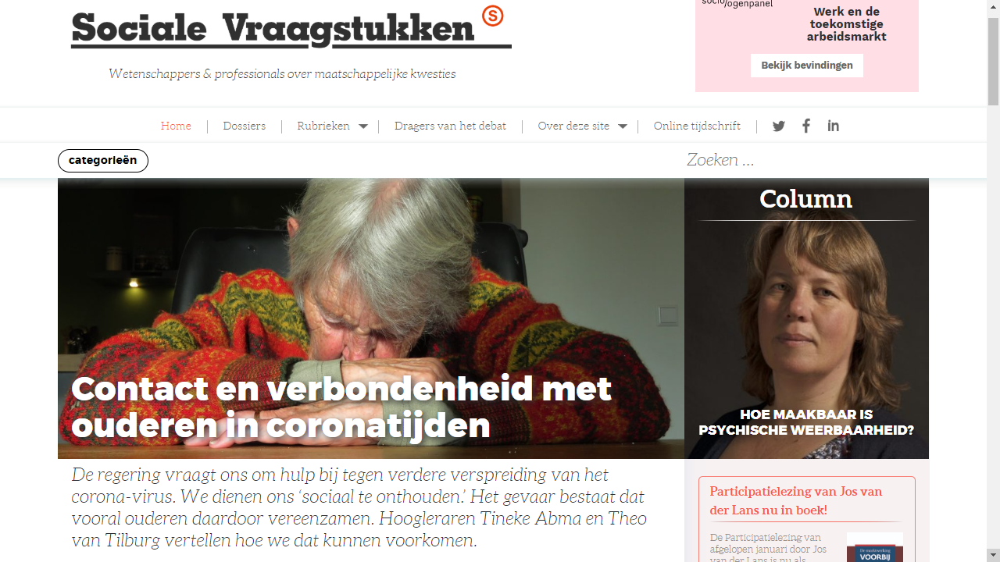 Sociale Vraagstukken S
Wetenschappers & professionals over maatschappelijke kwesties
Werk en de
toekomstige
arbeidsmarkt
Bekijk bevindingen
Home Dossiers Rubrieken Dragers van het debat Over deze site Online tijdschrift
categorieën
Zoeken ...
Contact en verbondenheid met
ouderen in coronatijden
De regering vraagt ons om hulp bij tegen verdere verspreiding van het
corona-virus. We dienen ons ‘sociaal te onthouden.’ Het gevaar bestaat dat
vooral ouderen daardoor vereenzamen. Hoogleraren Tineke Abma en Theo
van Tilburg vertellen hoe we dat kunnen voorkomen.
Column
HOE MAAKBAAR IS
PSYCHISCHE WEERBAARHEID?
Participatielezing van Jos van
der Lans nu in boek!
De Participatielezing van
afgelopen januari door Jos
van der Lans is nu als
De marktwerking
VOORBIJ